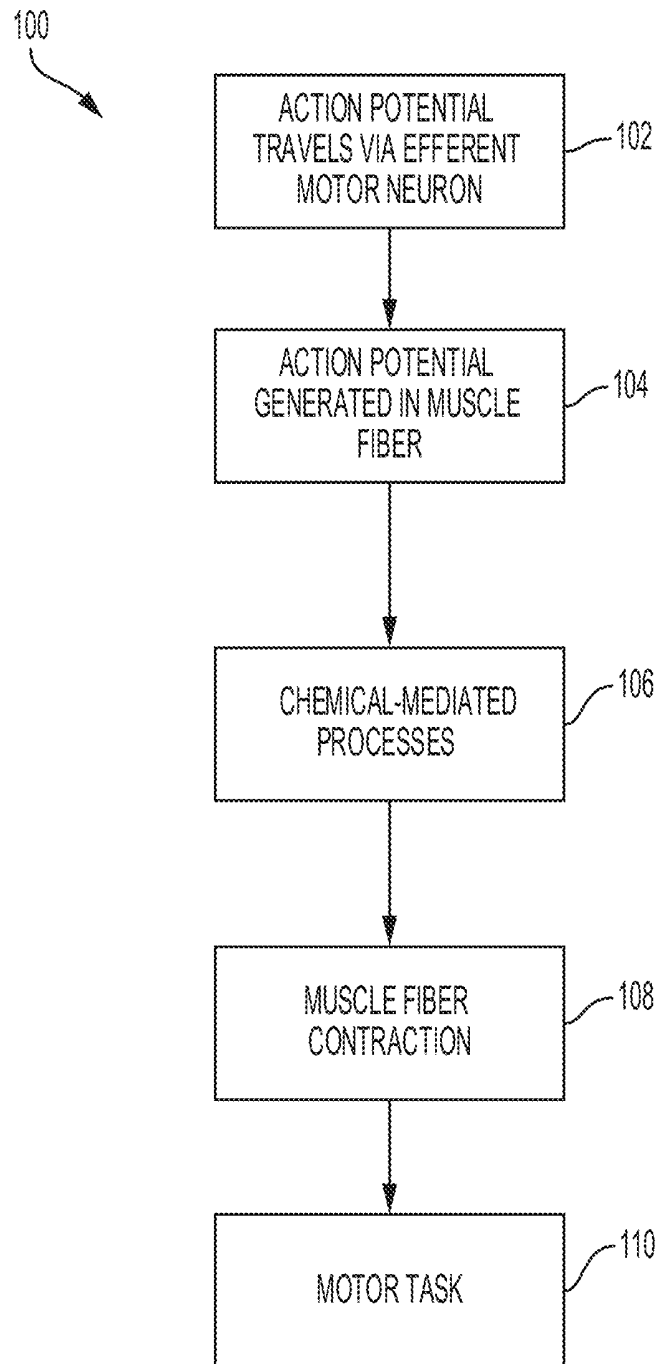 100
ACTION POTENTIAL
TRAVELS VIA EFFERENT
MOTOR NEURON
102
ACTION POTENTIAL
GENERATED IN MUSCLE
FIBER
104
CHEMICAL-MEDIATED
PROCESSES
106
MUSCLE FIBER
CONTRACTION
108
MOTOR TASK
110